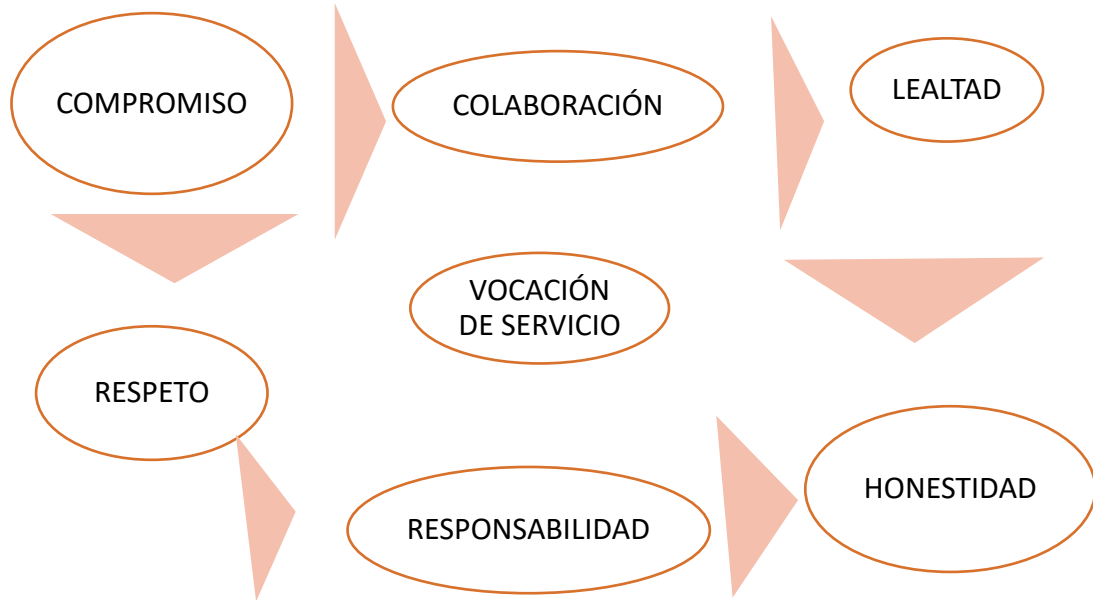 COMPROMISO
COLABORACIÓN
LEALTAD
VOCACIÓN
DE SERVICIO
RESPETO
HONESTIDAD
RESPONSABILIDAD